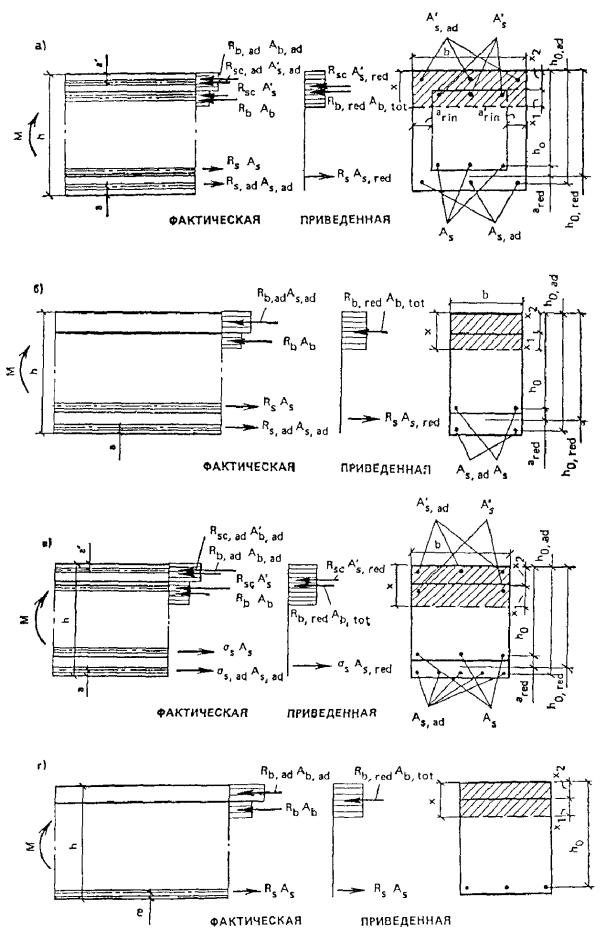 а)
R_b, ad A_b, ad
R_sc, ad A'_s, ad
R_sc A'_s
R_b A_b
R_s A_s
R_s, ad A_s, ad
M
h
a'
a
ФАКТИЧЕСКАЯ
R_sc A'_s, red
R_b, red A_b, tot
R_s A_s, red
ПРИВЕДЕННАЯ
A'_s, ad
A'_s
b
x
x_2
x_1
a_rin
a_rin
h_0
h_0, ad
a_red
h_0, red
A_s
A_s, ad
б)
R_b, ad A_s, ad
R_b A_b
R_s A_s
R_s, ad A_s, ad
M
h
a
ФАКТИЧЕСКАЯ
R_b, red A_b, tot
R_s A_s, red
ПРИВЕДЕННАЯ
b
x
x_2
x_1
h_0
h_0, ad
a_red
h_0, red
A_s, ad A_s
в)
R_sc, ad A'_b, ad
R_b, ad A_b, ad
R_sc A'_s
R_b A_b
σ_s A_s
σ_s, ad A_s, ad
M
h
a'
a
ФАКТИЧЕСКАЯ
R_sc A'_s, red
R_b, red A_b, tot
σ_s A_s, red
ПРИВЕДЕННАЯ
A'_s, ad
A'_s
b
x
x_2
x_1
h_0
h_0, ad
a_red
h_0, red
A_s, ad
A_s
г)
R_b, ad A_b, ad
R_b A_b
R_s A_s
M
h
a
ФАКТИЧЕСКАЯ
R_b, red A_b, tot
R_s A_s
ПРИВЕДЕННАЯ
x
x_2
x_1
h_0